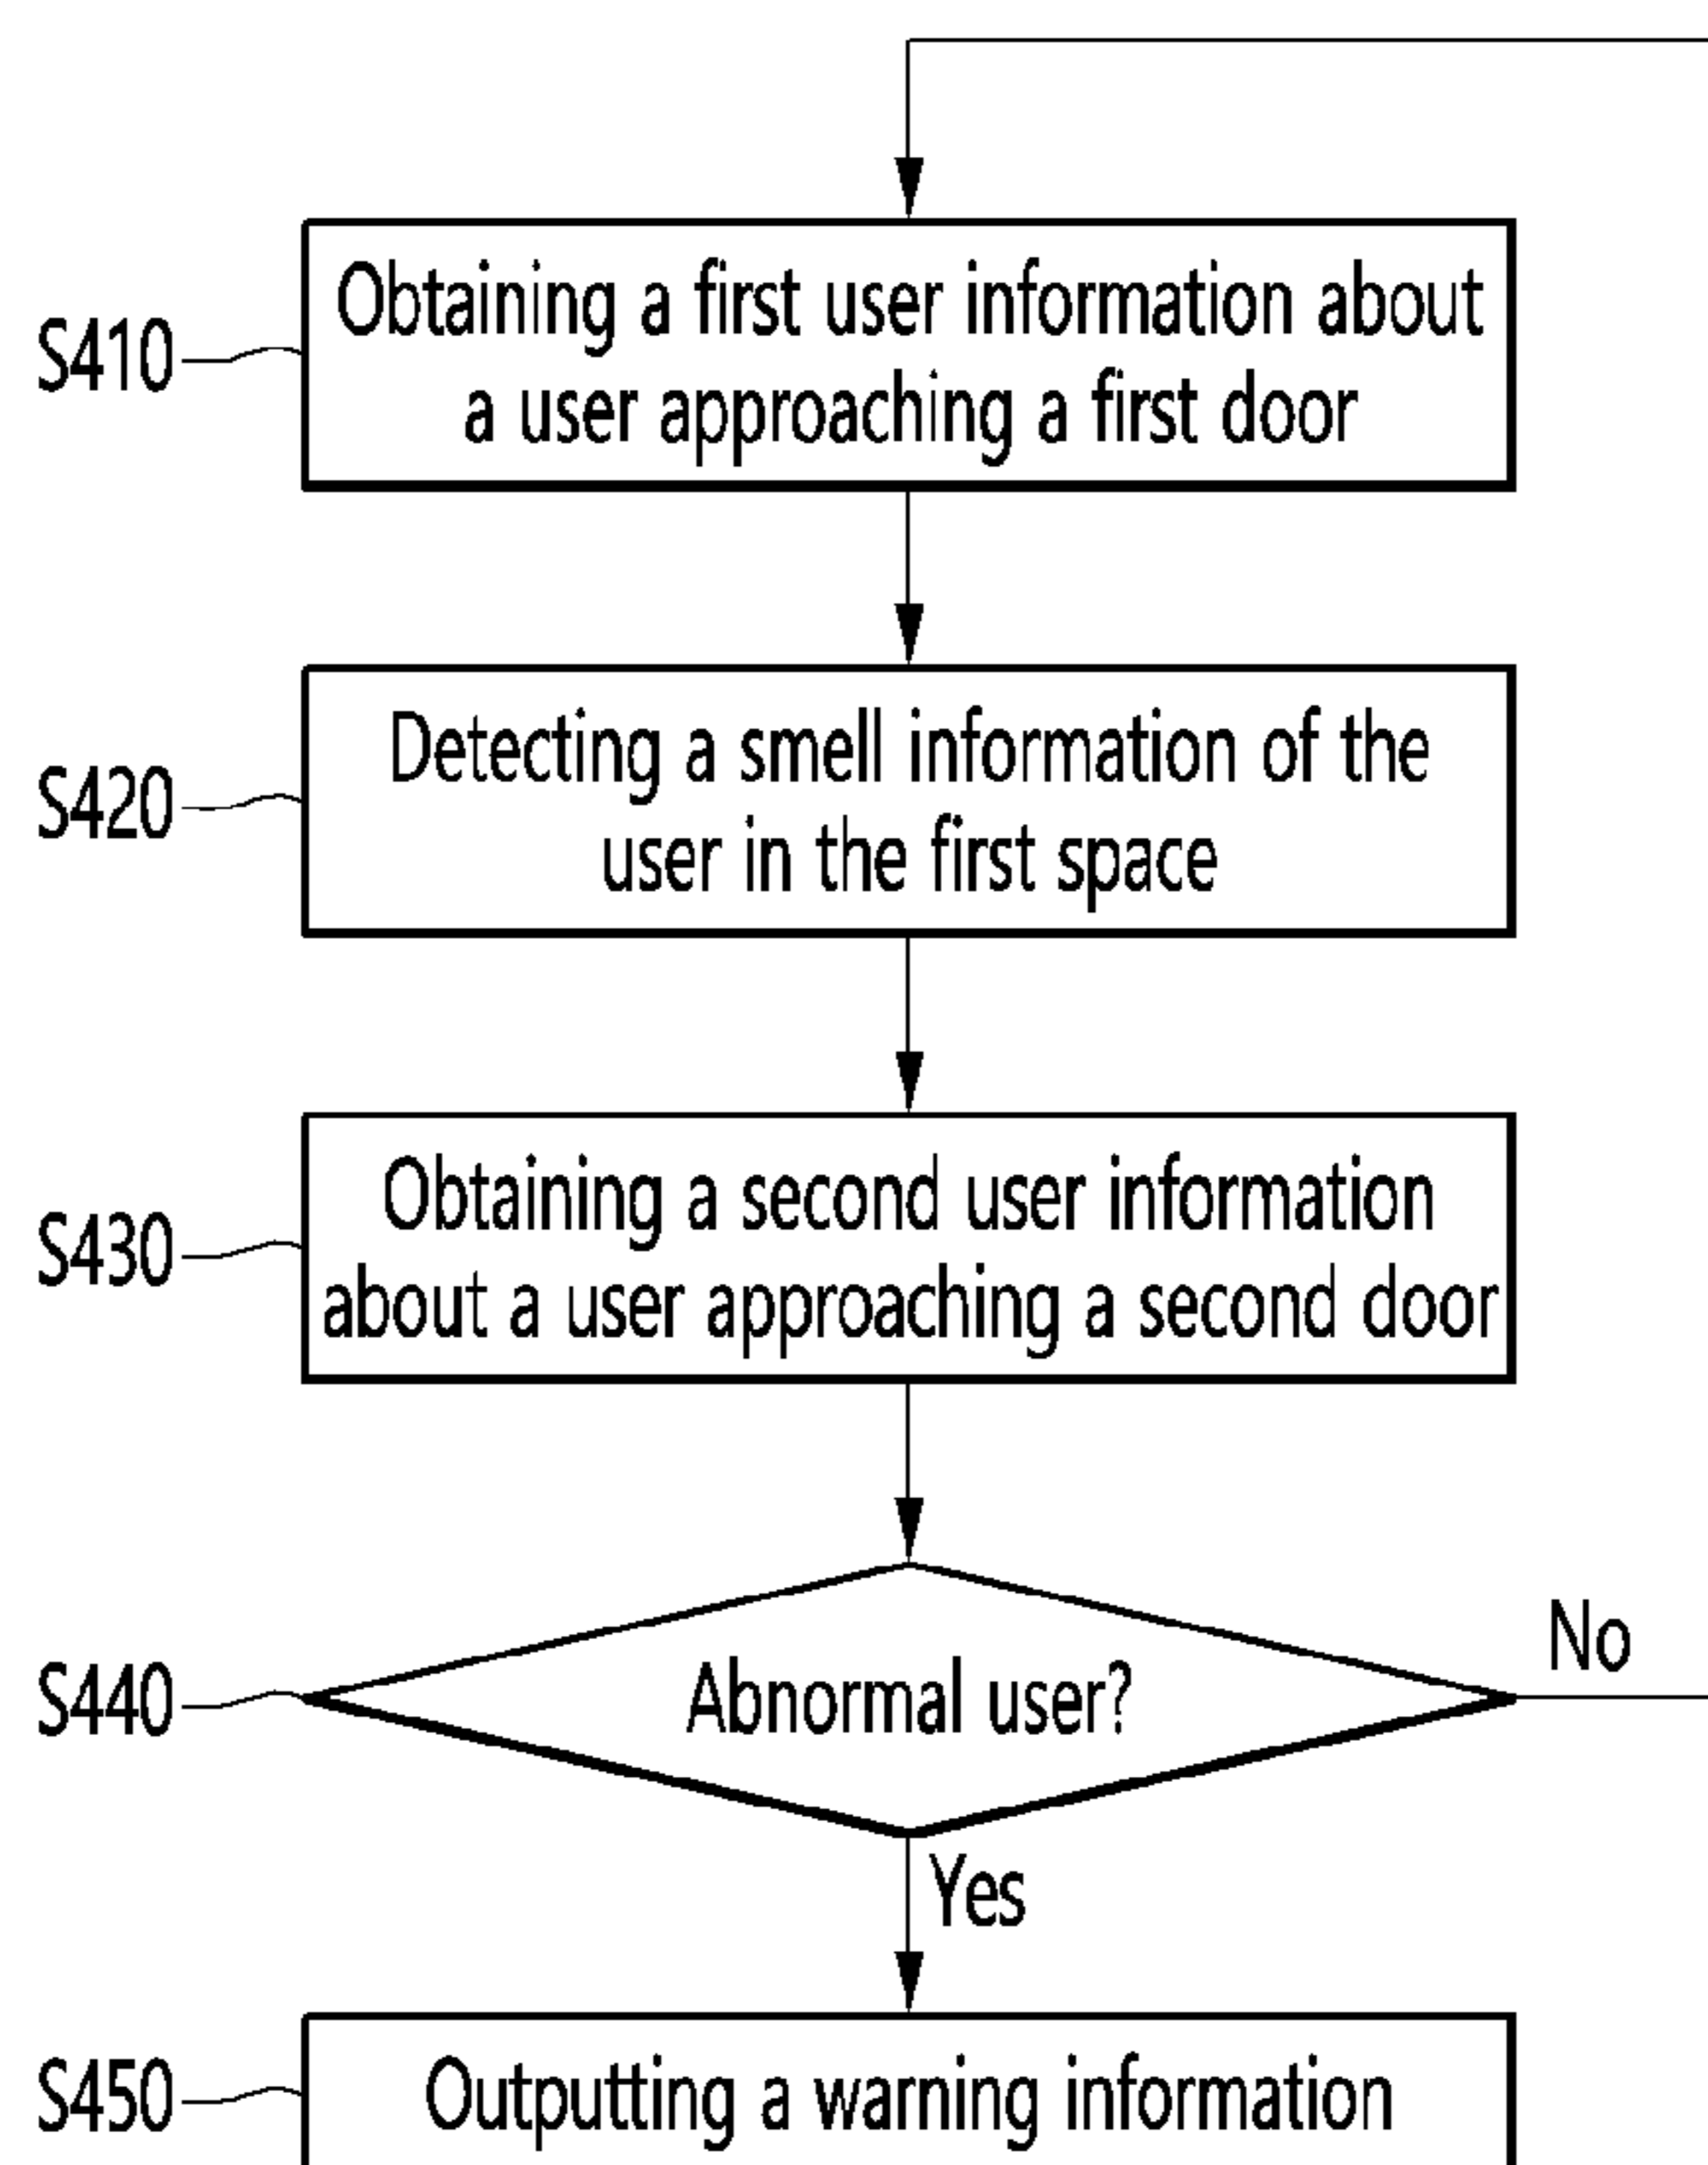 S410
Obtaining a first user information about
a user approaching a first door
S420
Detecting a smell information of the
user in the first space
S430
Obtaining a second user information
about a user approaching a second door
S440
Abnormal user?
No
Yes
S450
Outputting a warning information